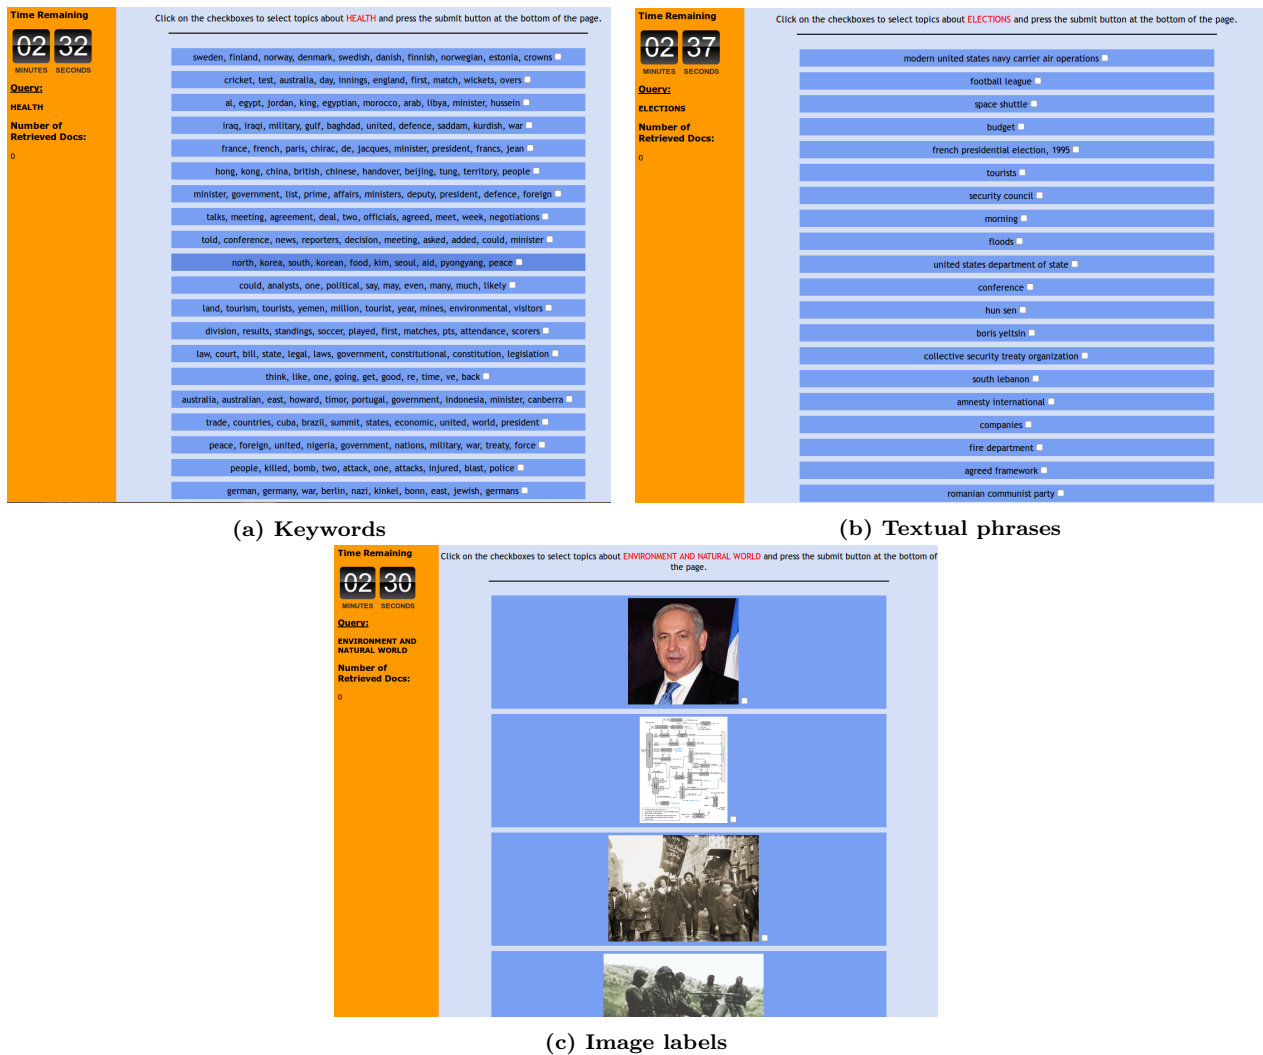 Time Remaining
02 32
MINUTES SECONDS
Query:
HEALTH
Number of
Retrieved Docs:
0
Click on the checkboxes to select topics about HEALTH and press the submit button at the bottom of the page.
sweden, finland, norway, denmark, swedish, danish, finnish, norwegian, estonia, crowns
cricket, test, australia, day, innings, england, first, match, wickets, overs
al, egypt, jordan, king, egyptian, morocco, arab, libya, minister, hussein
iraq, iraqi, military, gulf, baghdad, united, defence, saddam, kurdish, war
france, french, paris, chirac, de, jacques, minister, president, francs, jean
hong, kong, china, british, chinese, handover, beijing, tung, territory, people
minister, government, list, prime, affairs, ministers, deputy, president, defence, foreign
talks, meeting, agreement, deal, two, officials, agreed, meet, week, negotiations
told, conference, news, reporters, decision, meeting, asked, added, could, minister
north, korea, south, korean, food, kim, seoul, aid, pyongyang, peace
could, analysts, one, political, say, may, even, many, much, likely
land, tourism, tourists, yemen, million, tourist, year, mines, environmental, visitors
division, results, standings, soccer, played, first, matches, pts, attendance, scorers
law, court, bill, state, legal, laws, government, constitutional, constitution, legislation
think, like, one, going, get, good, re, time, ve, back
australia, australian, east, howard, timor, portugal, government, indonesia, minister, canberra
trade, countries, cuba, brazil, summit, states, economic, united, world, president
peace, foreign, united, nigeria, government, nations, military, war, treaty, force
people, killed, bomb, two, attack, one, attacks, injured, blast, police
german, germany, war, berlin, nazi, kinkel, bonn, east, jewish, germans
(a) Keywords
Time Remaining
02 37
MINUTES SECONDS
Query:
ELECTIONS
Number of
Retrieved Docs:
0
Click on the checkboxes to select topics about ELECTIONS and press the submit button at the bottom of the page.
modern united states navy carrier air operations
football league
space shuttle
budget
french presidential election, 1995
tourists
security council
morning
floods
united states department of state
conference
hun sen
boris yeltsin
collective security treaty organization
south lebanon
amnesty international
companies
fire department
agreed framework
romanian communist party
(b) Textual phrases
Time Remaining
02 30
MINUTES SECONDS
Query:
ENVIRONMENT AND
NATURAL WORLD
Number of
Retrieved Docs:
0
Click on the checkboxes to select topics about ENVIRONMENT AND NATURAL WORLD and press the submit button at the bottom of
the page.
(c) Image labels